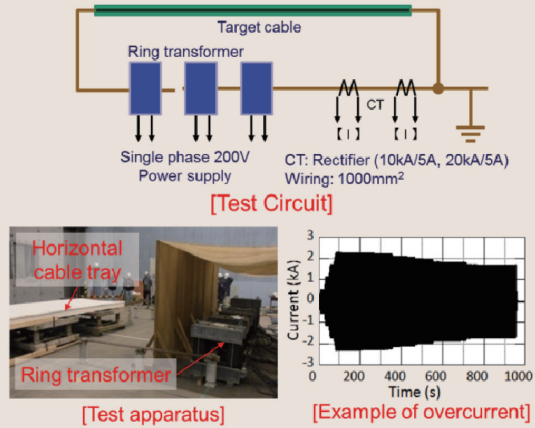 Target cable
Ring transformer
CT
[ I ]
[ I ]
Single phase 200V
Power supply
CT: Rectifier (10kA/5A, 20kA/5A)
Wiring: 1000mm²
[Test Circuit]
Horizontal
cable tray
Ring transformer
[Test apparatus]
Current (kA)
3
2
1
0
-1
-2
-3
0
200
400
600
800
1000
Time (s)
[Example of overcurrent]